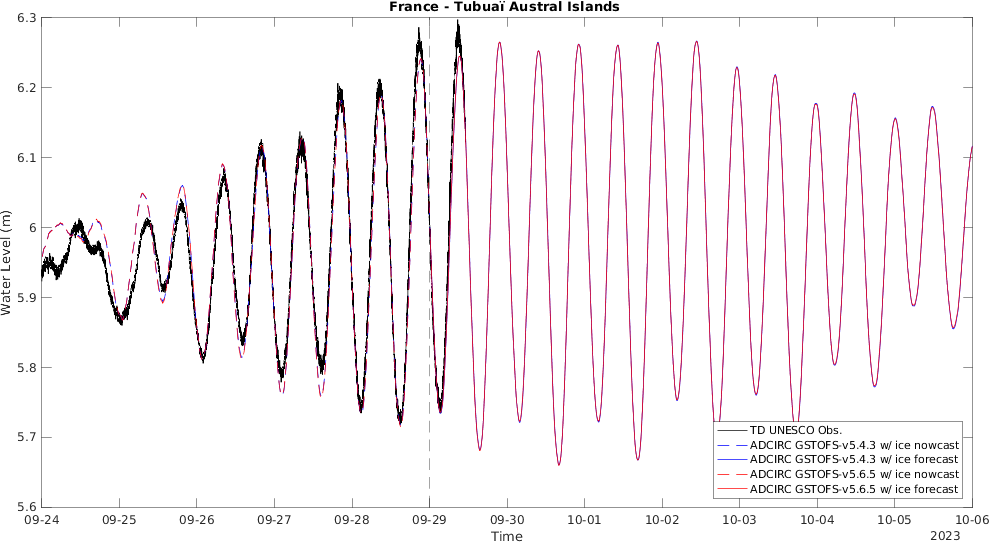 France - Tubuaï Austral Islands
6.3
6.2
6.1
6
5.9
5.8
5.7
5.6
Water Level (m)
TD UNESCO Obs.
ADCIRC GSTOFS-v5.4.3 w/ ice nowcast
ADCIRC GSTOFS-v5.4.3 w/ ice forecast
ADCIRC GSTOFS-v5.6.5 w/ ice nowcast
ADCIRC GSTOFS-v5.6.5 w/ ice forecast
09-24 09-25 09-26 09-27 09-28 09-29 09-30 10-01 10-02 10-03 10-04 10-05 10-06
Time
2023